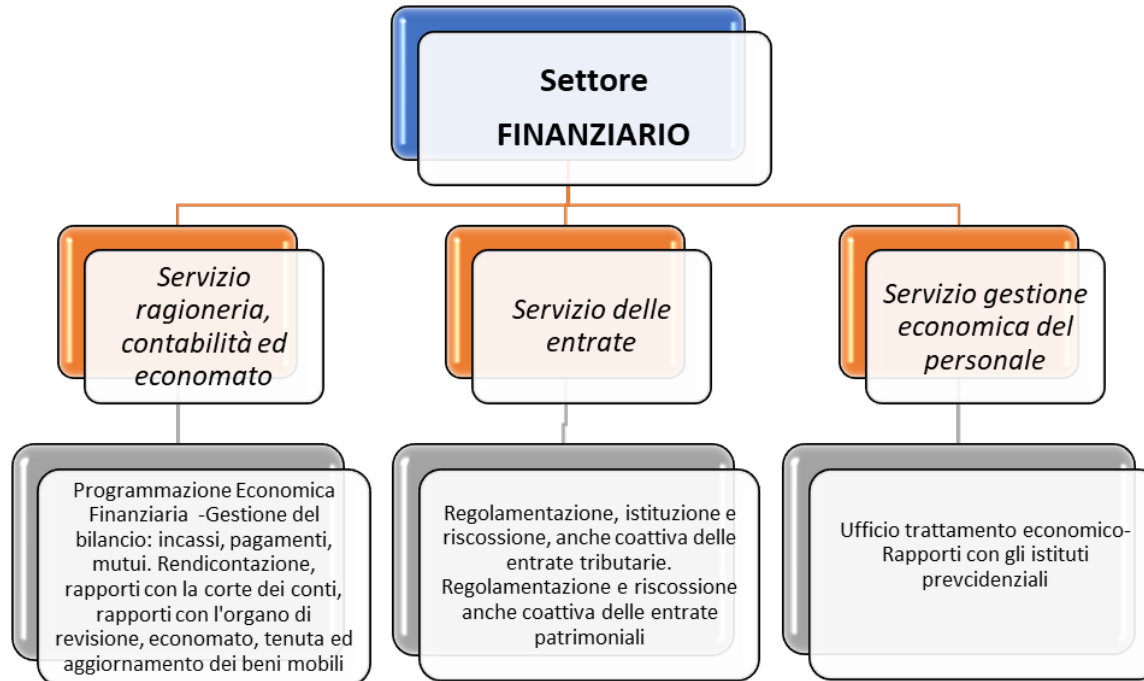 Settore
FINANZIARIO
Servizio
ragioneria,
contabilità ed
economato
Servizio delle
entrate
Servizio gestione
economica del
personale
Programmazione Economica
Finanziaria -Gestione del
bilancio: incassi, pagamenti,
mutui. Rendicontazione,
rapporti con la corte dei conti,
rapporti con l'organo di
revisione, economato, tenuta ed
aggiornamento dei beni mobili
Regolamentazione, istituzione e
riscossione, anche coattiva delle
entrate tributarie.
Regolamentazione e riscossione
anche coattiva delle entrate
patrimoniali
Ufficio trattamento economico-
Rapporti con gli istituti
prevcidenziali